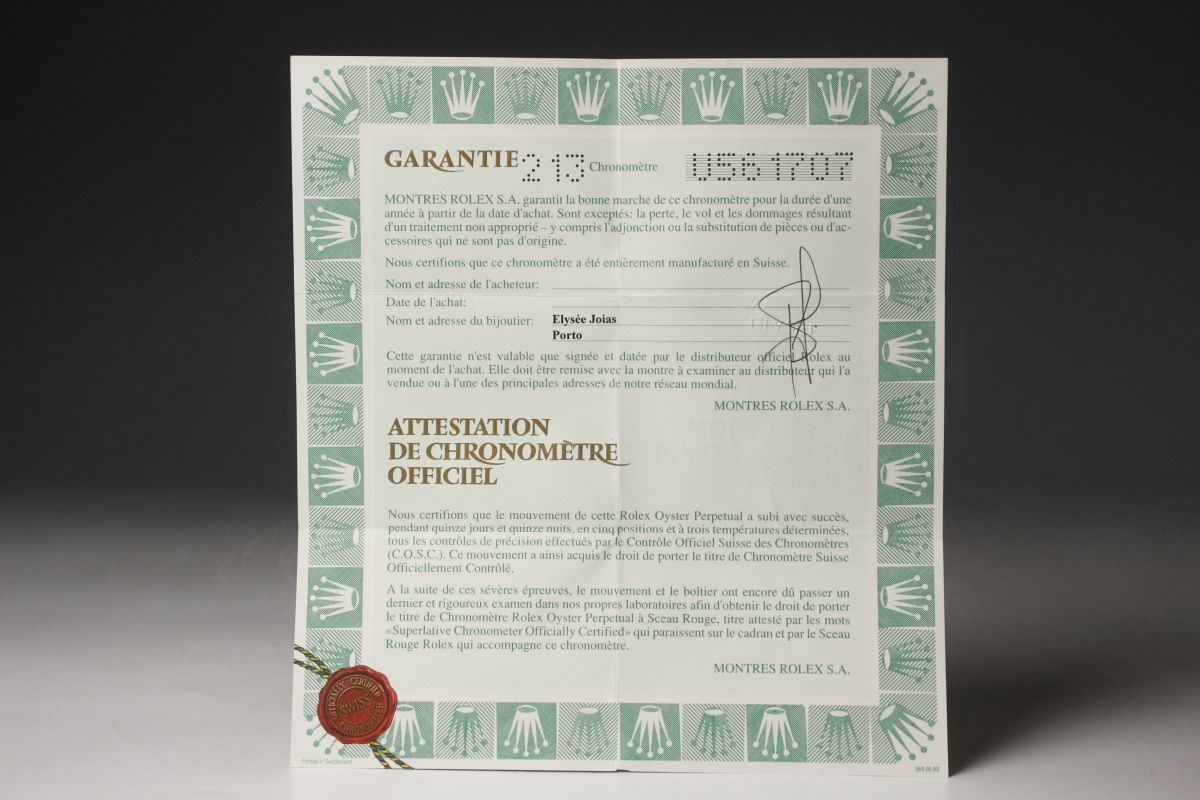 GARANTIE 213 Chronomètre U561707
MONTRES ROLEX S.A. garantit la bonne marche de ce chronomètre pour la durée d'une
année à partir de la date d'achat. Sont exceptés: la perte, le vol et les dommages résultant
d'un traitement non approprié – y compris l'adjonction ou la substitution de pièces ou d'ac-
cessoires qui ne sont pas d'origine.
Nous certifions que ce chronomètre a été entièrement manufacturé en Suisse.
Nom et adresse de l'acheteur:
Date de l'achat:
Nom et adresse du bijoutier: Elysée Joias
Porto
Cette garantie n'est valable que signée et datée par le distributeur officiel Rolex au
moment de l'achat. Elle doit être remise avec la montre à examiner au distributeur qui l'a
vendue ou à l'une des principales adresses de notre réseau mondial.
MONTRES ROLEX S.A.
ATTESTATION
DE CHRONOMÈTRE
OFFICIEL
Nous certifions que le mouvement de cette Rolex Oyster Perpetual a subi avec succès,
pendant quinze jours et quinze nuits, en cinq positions et à trois températures déterminées,
tous les contrôles de précision effectués par le Contrôle Officiel Suisse des Chronomètres
(C.O.S.C.). Ce mouvement a ainsi acquis le droit de porter le titre de Chronomètre Suisse
Officiellement Contrôlé.
A la suite de ces sévères épreuves, le mouvement et le boîtier ont encore dû passer un
dernier et rigoureux examen dans nos propres laboratoires afin d'obtenir le droit de porter
le titre de Chronomètre Rolex Oyster Perpetual à Sceau Rouge, titre attesté par les mots
«Superlative Chronometer Officially Certified» qui paraissent sur le cadran et par le Sceau
Rouge Rolex qui accompagne ce chronomètre.
MONTRES ROLEX S.A.
OFFICIALLY CERTIFIED
SWISS
CHRONOMETER
Printed in Switzerland
564.00.85